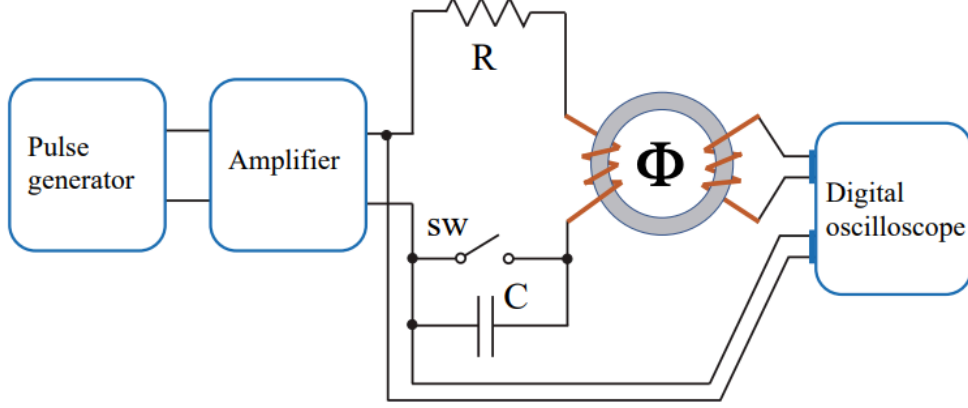 R
Pulse
generator
Amplifier
Φ
Digital
oscilloscope
sw
C